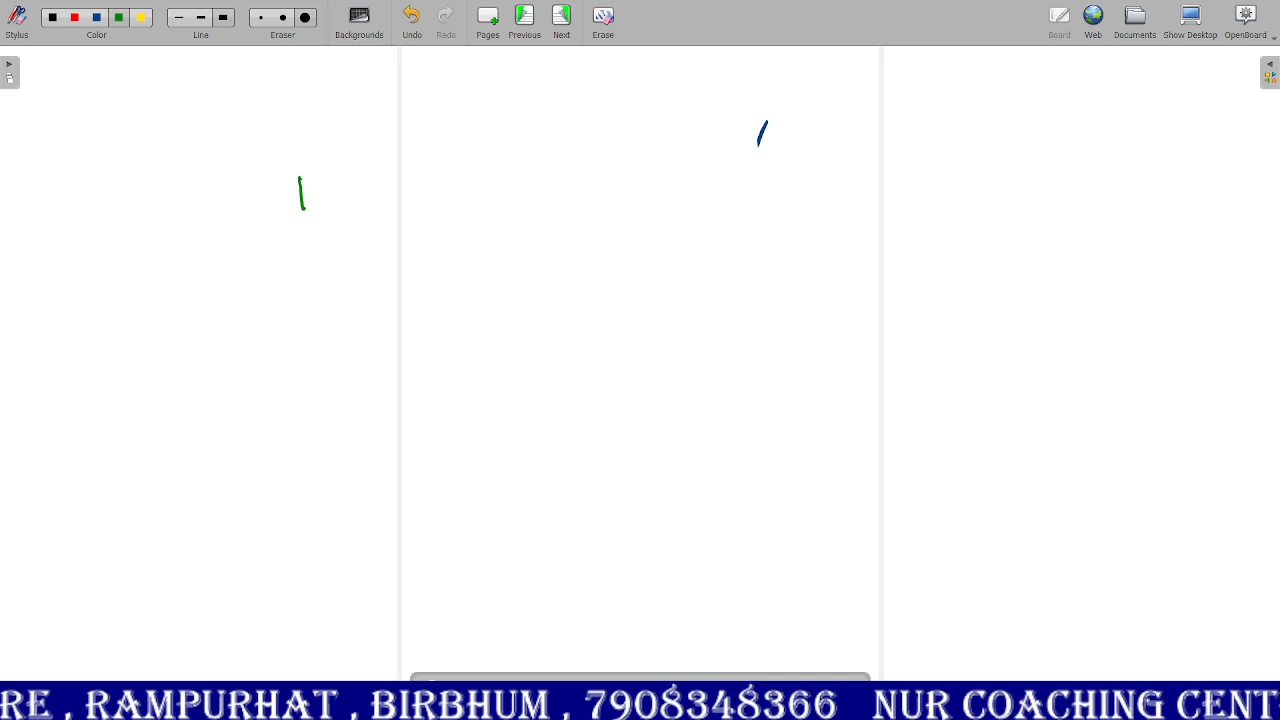 Stylus Color Line Eraser Backgrounds Undo Redo Pages Previous Next Erase Board Web Documents Show Desktop OpenBoard
RE , RAMPURHAT , BIRBHUM , 7908348366 NUR COACHING CENT